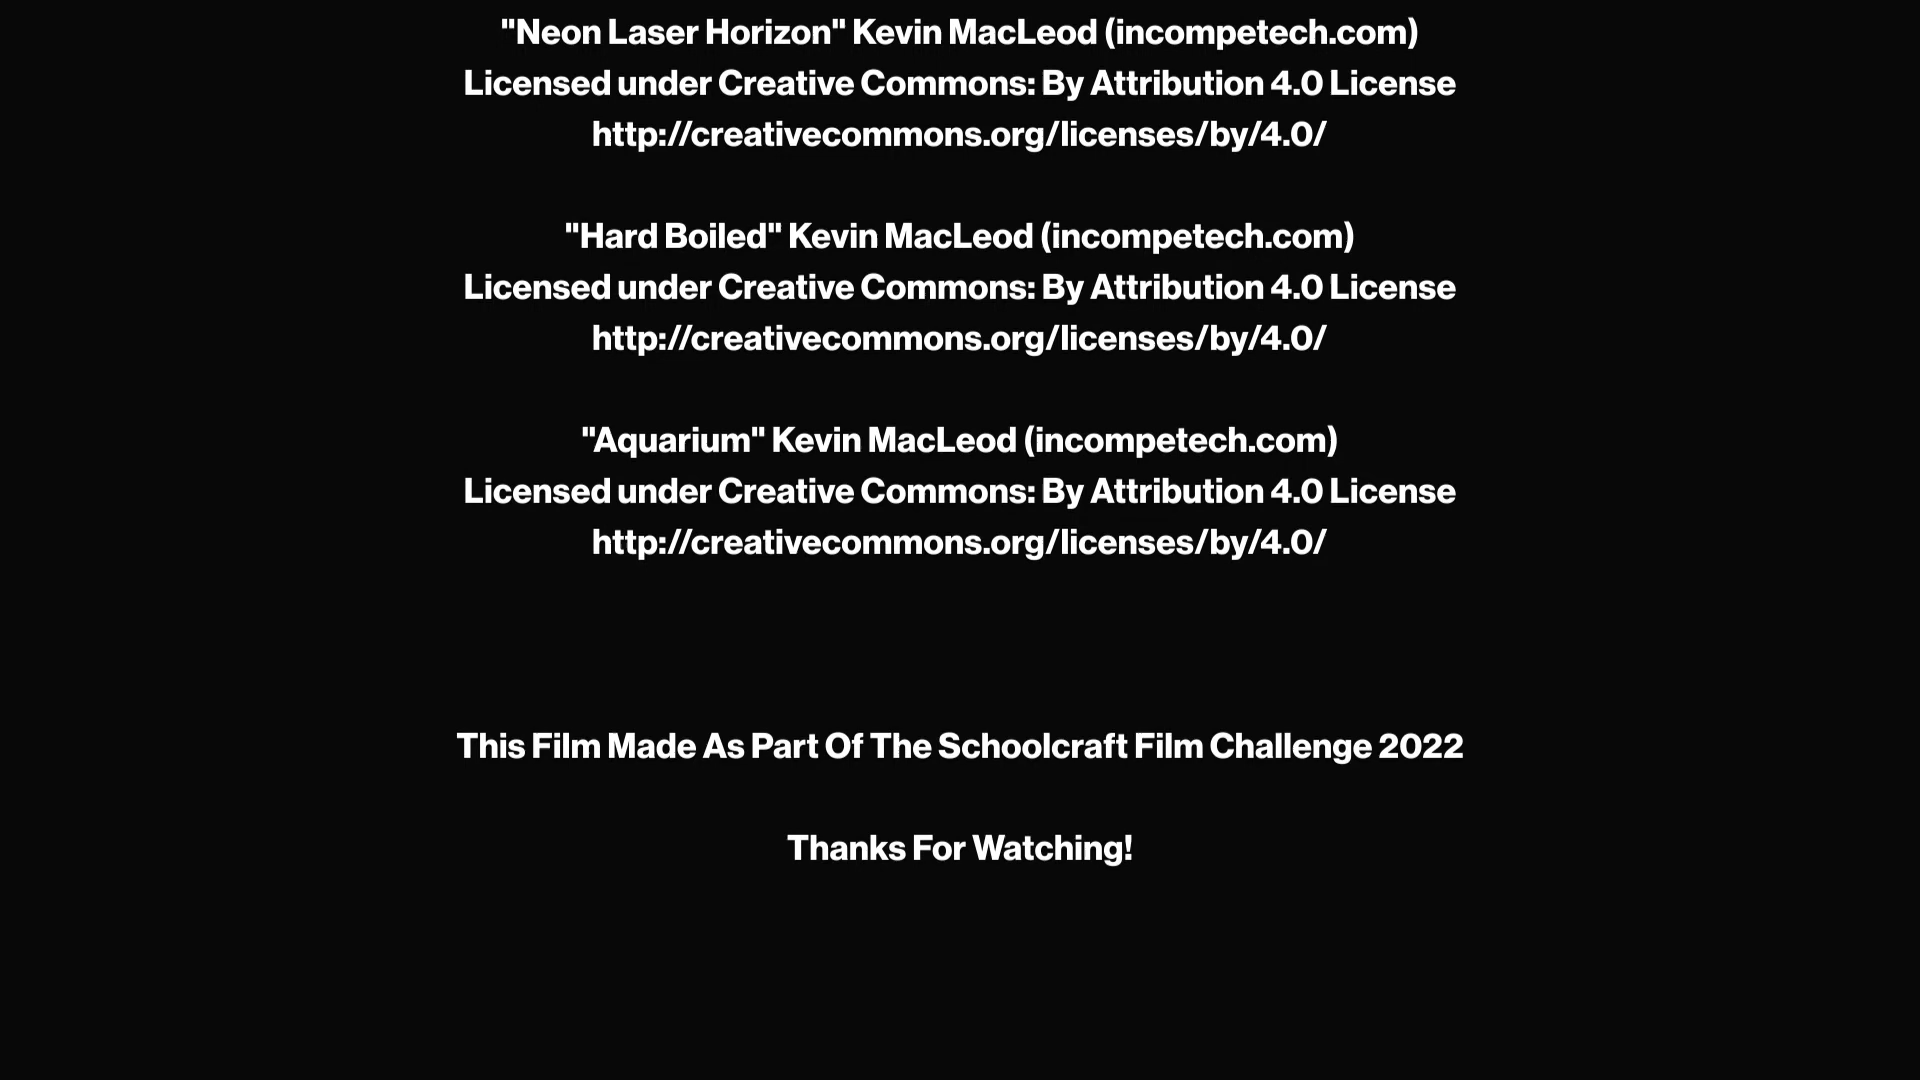 "Neon Laser Horizon" Kevin MacLeod (incompetech.com)
Licensed under Creative Commons: By Attribution 4.0 License
http://creativecommons.org/licenses/by/4.0/
"Hard Boiled" Kevin MacLeod (incompetech.com)
Licensed under Creative Commons: By Attribution 4.0 License
http://creativecommons.org/licenses/by/4.0/
"Aquarium" Kevin MacLeod (incompetech.com)
Licensed under Creative Commons: By Attribution 4.0 License
http://creativecommons.org/licenses/by/4.0/
This Film Made As Part Of The Schoolcraft Film Challenge 2022
Thanks For Watching!